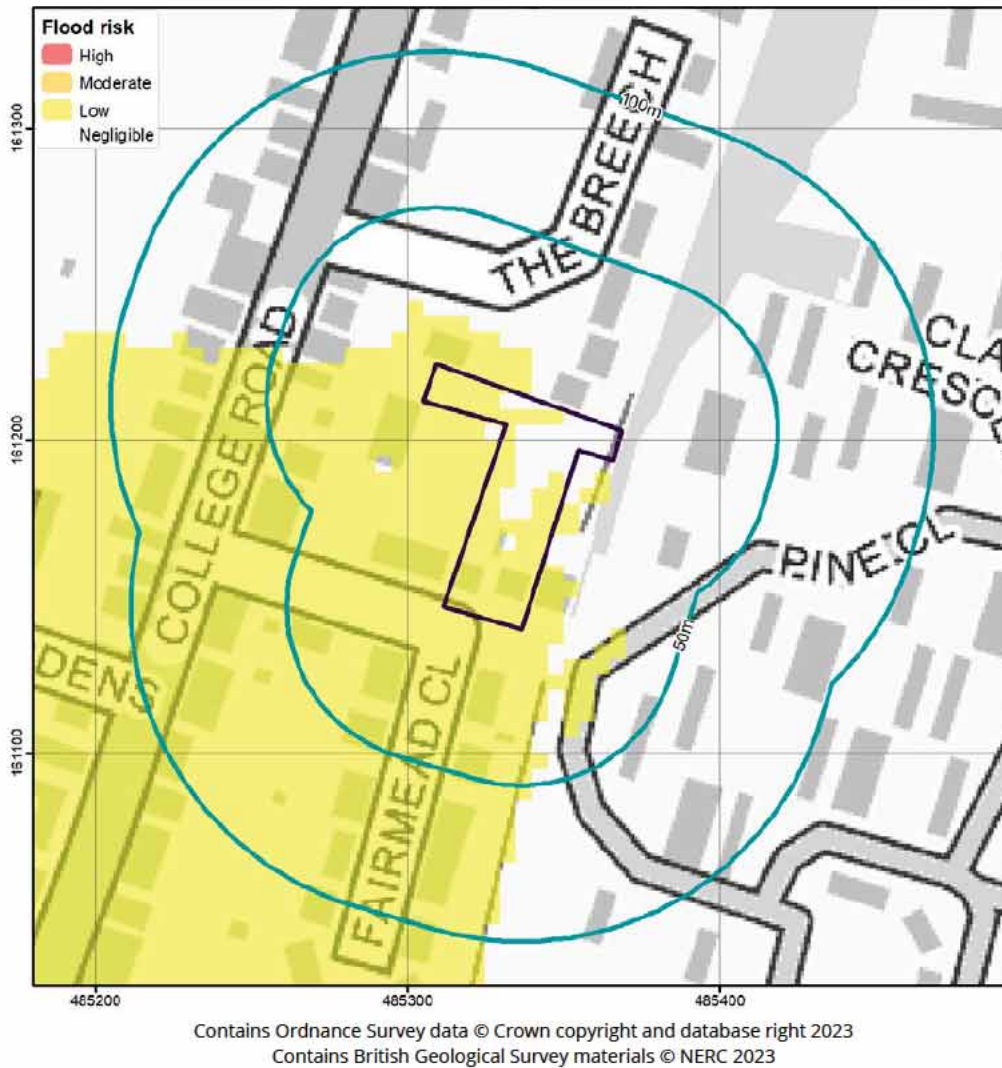 Flood risk
High
Moderate
Low
Negligible
100m
THE BREECH
161300
COLLEGE ROAD
CLA
CRESCE
161200
PINE CL
50m
DENS
FAIRMEAD CL
161100
485200
485300
485400
Contains Ordnance Survey data © Crown copyright and database right 2023
Contains British Geological Survey materials © NERC 2023